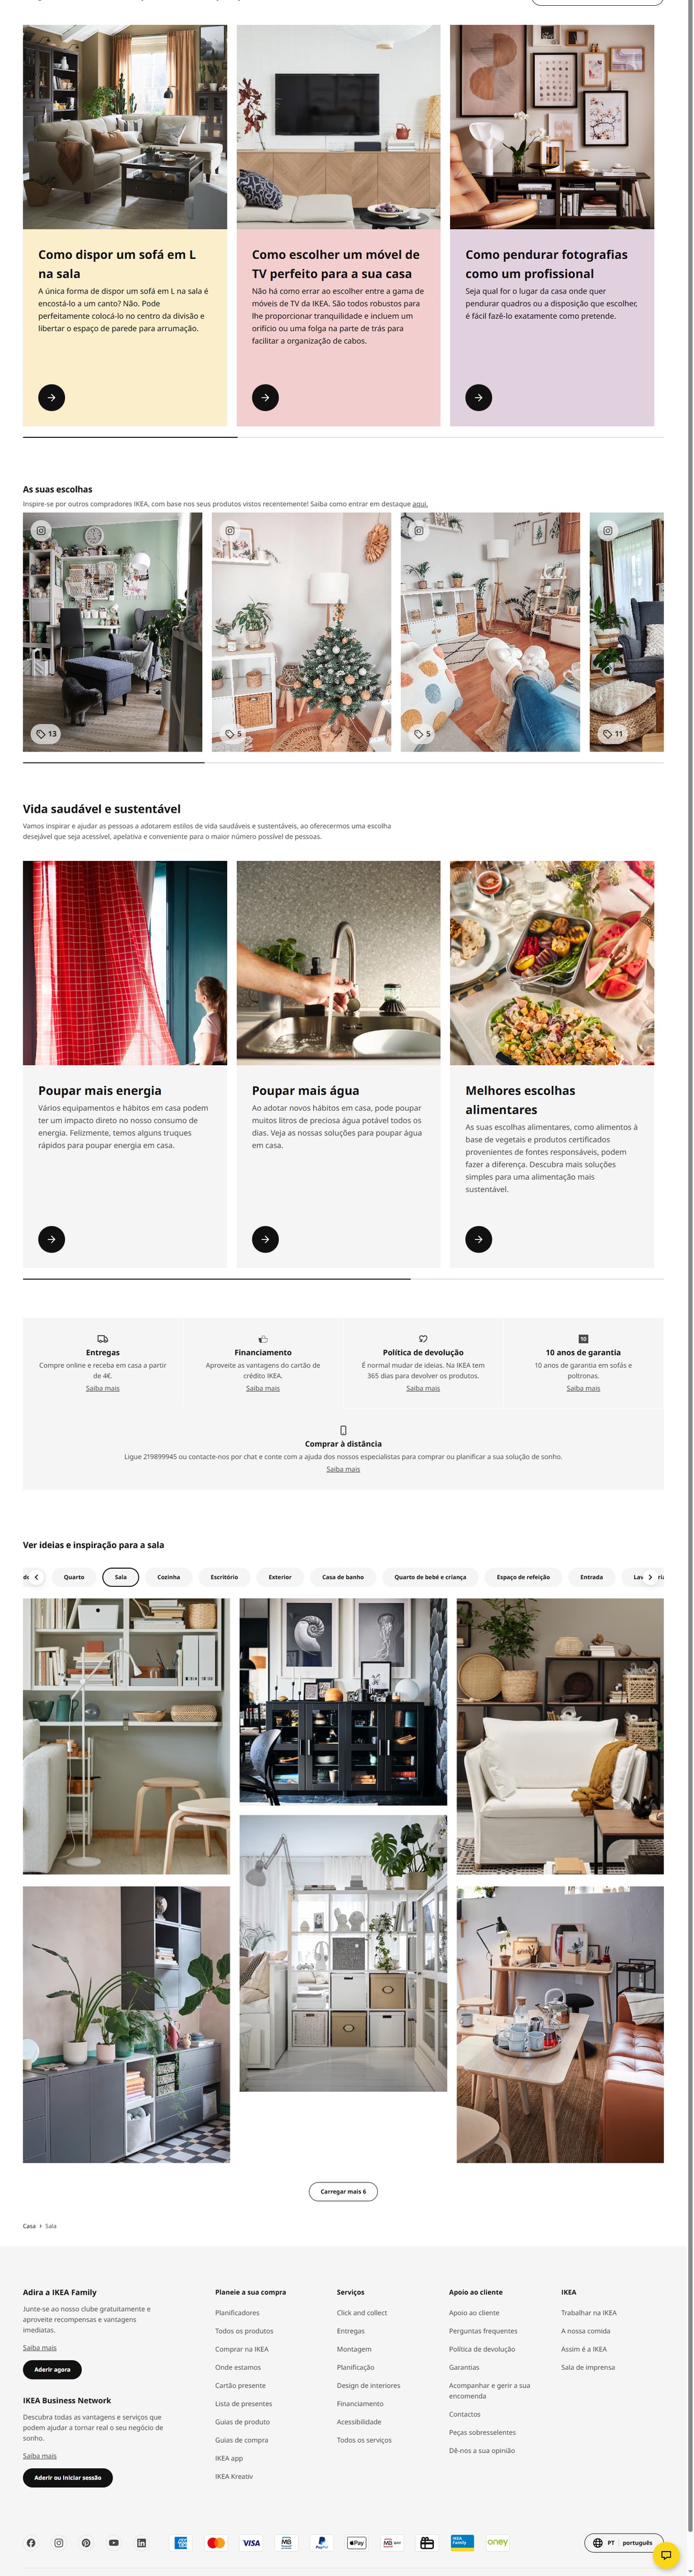 Como dispor um sofá em L
na sala
A única forma de dispor um sofá em L na sala é
encostá-lo a um canto? Não. Pode
perfeitamente colocá-lo no centro da divisão e
libertar o espaço de parede para arrumação.
Como escolher um móvel de
TV perfeito para a sua casa
Não há como errar ao escolher entre a gama de
móveis de TV da IKEA. São todos robustos para
lhe proporcionar tranquilidade e incluem um
orifício ou uma folga na parte de trás para
facilitar a organização de cabos.
Como pendurar fotografias
como um profissional
Seja qual for o lugar da casa onde quer
pendurar quadros ou a disposição que escolher,
é fácil fazê-lo exatamente como pretende.
As suas escolhas
Inspire-se por outros compradores IKEA, com base nos seus produtos vistos recentemente! Saiba como entrar em destaque aqui.
13
5
5
11
Vida saudável e sustentável
Vamos inspirar e ajudar as pessoas a adotarem estilos de vida saudáveis e sustentáveis, ao oferecermos uma escolha
desejável que seja acessível, apelativa e conveniente para o maior número possível de pessoas.
Poupar mais energia
Vários equipamentos e hábitos em casa podem
ter um impacto direto no nosso consumo de
energia. Felizmente, temos alguns truques
rápidos para poupar energia em casa.
Poupar mais água
Ao adotar novos hábitos em casa, pode poupar
muitos litros de preciosa água potável todos os
dias. Veja as nossas soluções para poupar água
em casa.
Melhores escolhas
alimentares
As suas escolhas alimentares, como alimentos à
base de vegetais e produtos certificados
provenientes de fontes responsáveis, podem
fazer a diferença. Descubra mais soluções
simples para uma alimentação mais
sustentável.
Entregas
Compre online e receba em casa a partir
de 4€.
Saiba mais
Financiamento
Aproveite as vantagens do cartão de
crédito IKEA.
Saiba mais
Política de devolução
É normal mudar de ideias. Na IKEA tem
365 dias para devolver os produtos.
Saiba mais
10
10 anos de garantia
10 anos de garantia em sofás e
poltronas.
Saiba mais
Comprar à distância
Ligue 219899945 ou contacte-nos por chat e conte com a ajuda dos nossos especialistas para comprar ou planificar a sua solução de sonho.
Saiba mais
Ver ideias e inspiração para a sala
Quarto
Sala
Cozinha
Escritório
Exterior
Casa de banho
Quarto de bebé e criança
Espaço de refeição
Entrada
Carregar mais 6
Casa › Sala
Adira a IKEA Family
Junte-se ao nosso clube gratuitamente e
aproveite recompensas e vantagens
imediatas.
Saiba mais
Aderir agora
IKEA Business Network
Descubra todas as vantagens e serviços que
podem ajudar a tornar real o seu negócio de
sonho.
Saiba mais
Aderir ou iniciar sessão
Planeie a sua compra
Planificadores
Todos os produtos
Comprar na IKEA
Onde estamos
Cartão presente
Lista de presentes
Guias de produto
Guias de compra
IKEA app
IKEA Kreativ
Serviços
Click and collect
Entregas
Montagem
Planificação
Design de interiores
Financiamento
Acessibilidade
Todos os serviços
Apoio ao cliente
Apoio ao cliente
Perguntas frequentes
Política de devolução
Garantias
Acompanhar e gerir a sua
encomenda
Contactos
Peças sobresselentes
Dê-nos a sua opinião
IKEA
Trabalhar na IKEA
A nossa comida
Assim é a IKEA
Sala de imprensa
VISA
PayPal
Pay
IKEA
Family
oney
PT
português